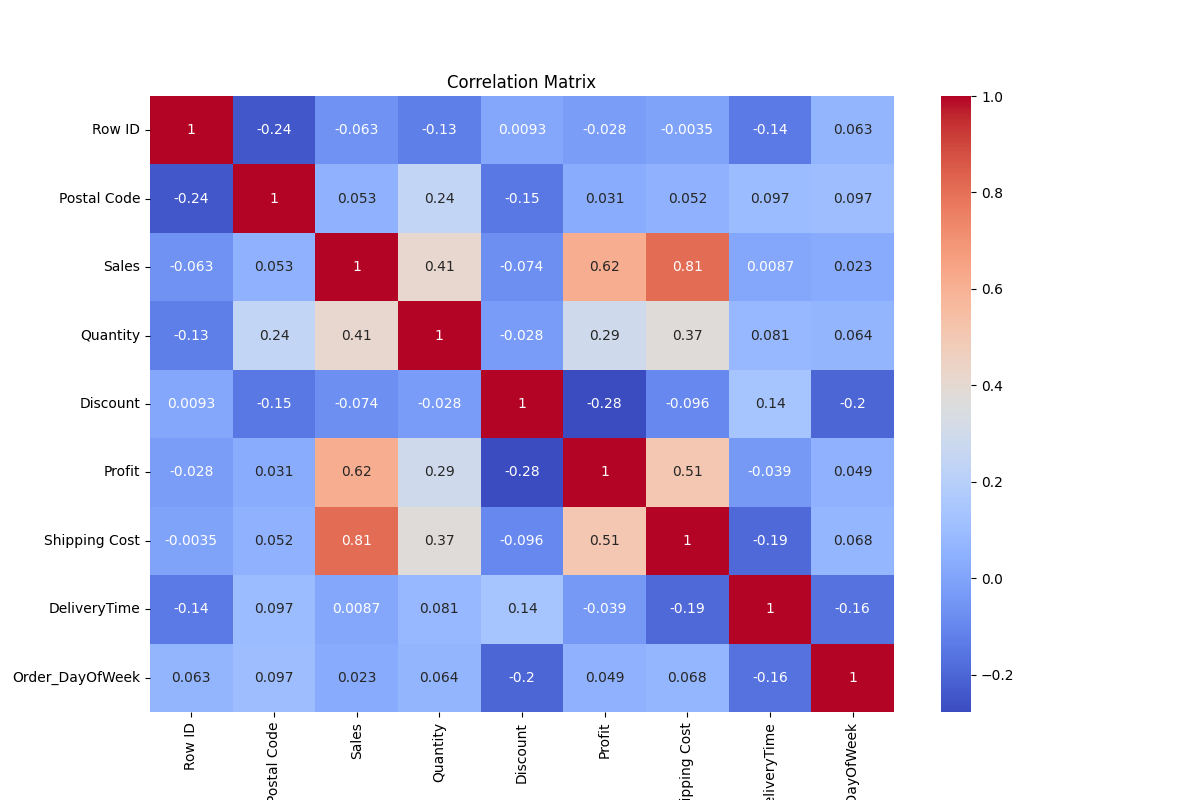 Correlation Matrix
Row ID 1 -0.24 -0.063 -0.13 0.0093 -0.028 -0.0035 -0.14 0.063
Postal Code -0.24 1 0.053 0.24 -0.15 0.031 0.052 0.097 0.097
Sales -0.063 0.053 1 0.41 -0.074 0.62 0.81 0.0087 0.023
Quantity -0.13 0.24 0.41 1 -0.028 0.29 0.37 0.081 0.064
Discount 0.0093 -0.15 -0.074 -0.028 1 -0.28 -0.096 0.14 -0.2
Profit -0.028 0.031 0.62 0.29 -0.28 1 0.51 -0.039 0.049
Shipping Cost -0.0035 0.052 0.81 0.37 -0.096 0.51 1 -0.19 0.068
DeliveryTime -0.14 0.097 0.0087 0.081 0.14 -0.039 -0.19 1 -0.16
Order_DayOfWeek 0.063 0.097 0.023 0.064 -0.2 0.049 0.068 -0.16 1
Row ID
Postal Code
Sales
Quantity
Discount
Profit
ipping Cost
eliveryTime
DayOfWeek
1.0
0.8
0.6
0.4
0.2
0.0
−0.2